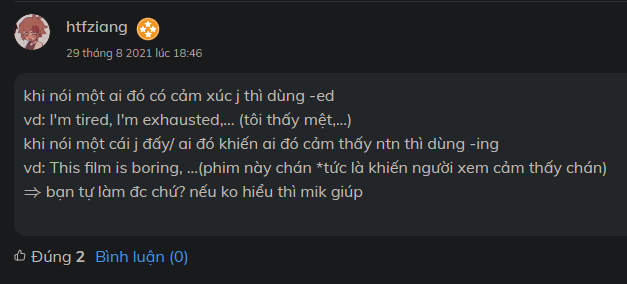 htfziang
29 tháng 8 2021 lúc 18:46
khi nói một ai đó có cảm xúc j thì dùng -ed
vd: I'm tired, I'm exhausted,... (tôi thấy mệt,...)
khi nói một cái j đấy/ ai đó khiến ai đó cảm thấy ntn thì dùng -ing
vd: This film is boring, ...(phim này chán *tức là khiến người xem cảm thấy chán)
⇒ bạn tự làm đc chứ? nếu ko hiểu thì mik giúp
Đúng 2 Bình luận (0)